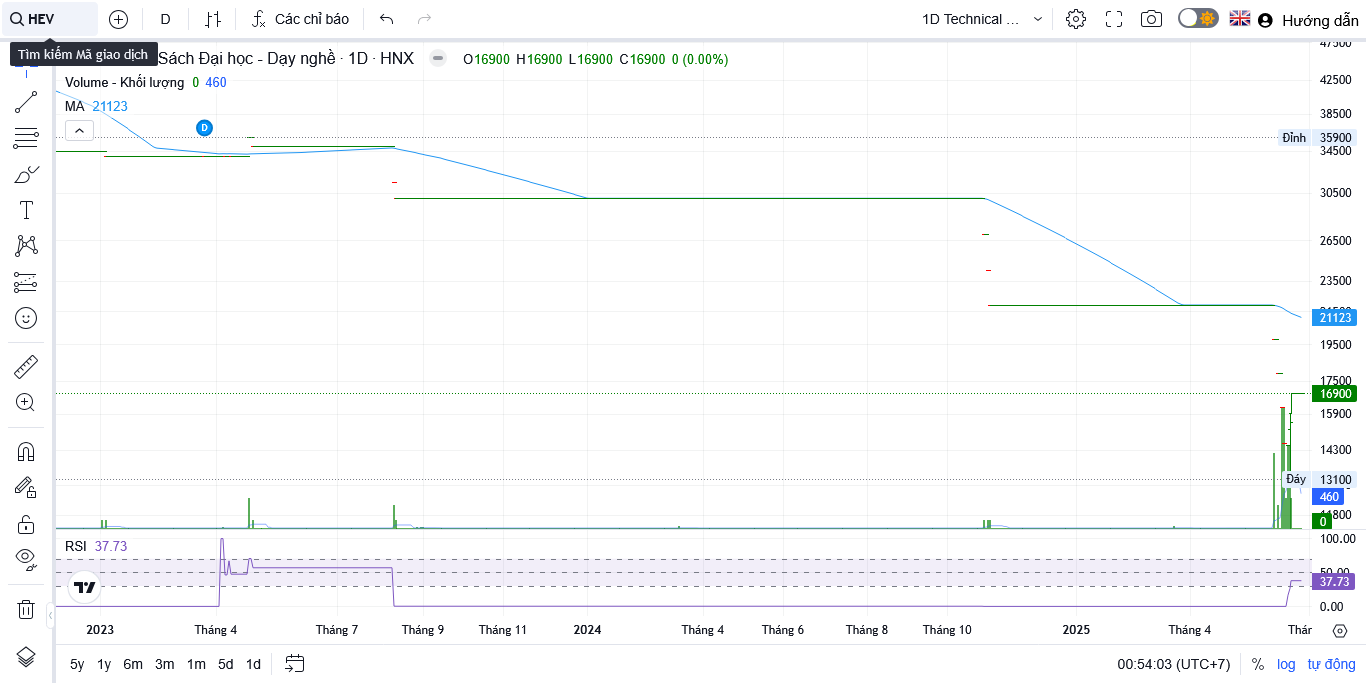 HEV
D
Các chỉ báo
1D Technical ...
Hướng dẫn
Tìm kiếm Mã giao dịch
Sách Đại học - Dạy nghề · 1D · HNX
O16900 H16900 L16900 C16900 0 (0.00%)
Volume - Khối lượng 0 460
MA 21123
D
47500
42500
38500
Đỉnh 35900
34500
30500
26500
23500
21123
19500
17500
16900
15900
14300
Đáy 13100
460
11800
0
RSI 37.73
100.00
50.00
37.73
0.00
2023 Tháng 4 Tháng 7 Tháng 9 Tháng 11 2024 Tháng 4 Tháng 6 Tháng 8 Tháng 10 2025 Tháng 4 Thár
5y 1y 6m 3m 1m 5d 1d
00:54:03 (UTC+7) % log tự động